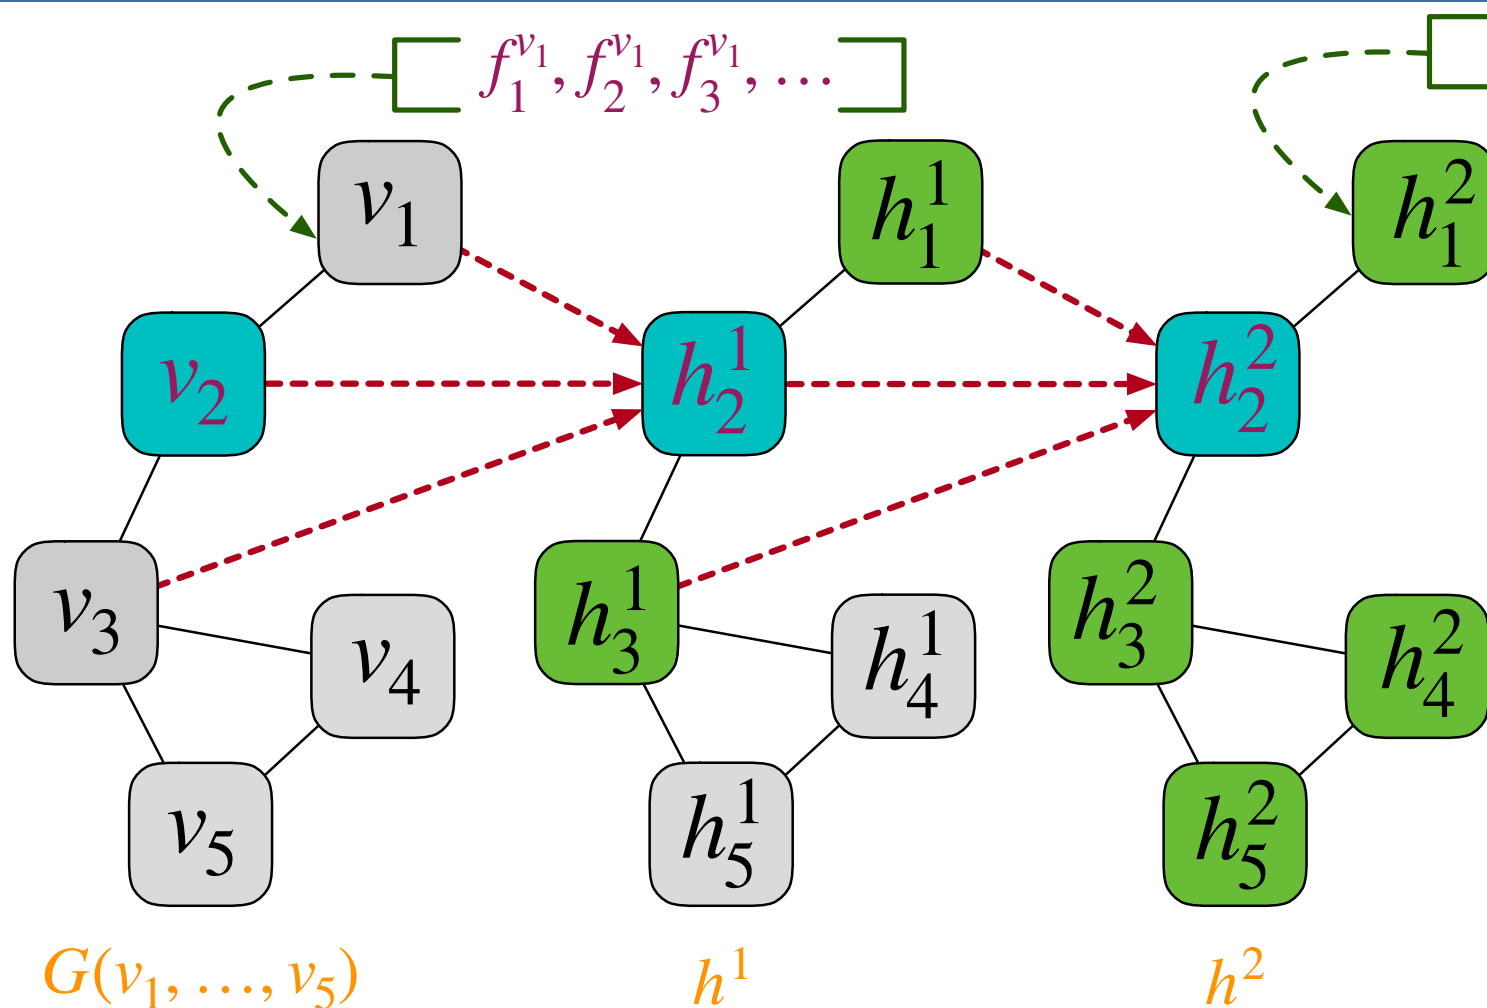 f_1^{v_1}, f_2^{v_1}, f_3^{v_1}, …
v_1
h_1^1
h_1^2
v_2
h_2^1
h_2^2
v_3
h_3^1
h_3^2
v_4
h_4^1
h_4^2
v_5
h_5^1
h_5^2
G(v_1, …, v_5)
h^1
h^2